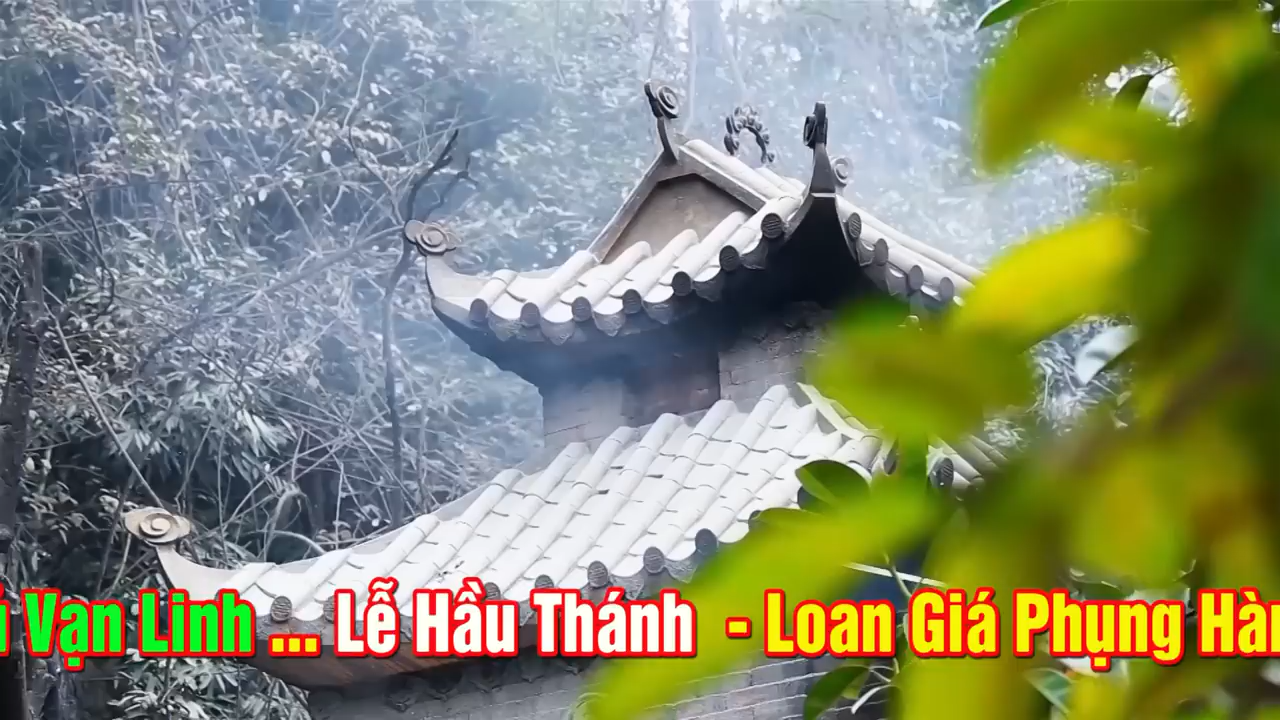 Vạn Linh ... Lễ Hầu Thánh - Loan Giá Phụng